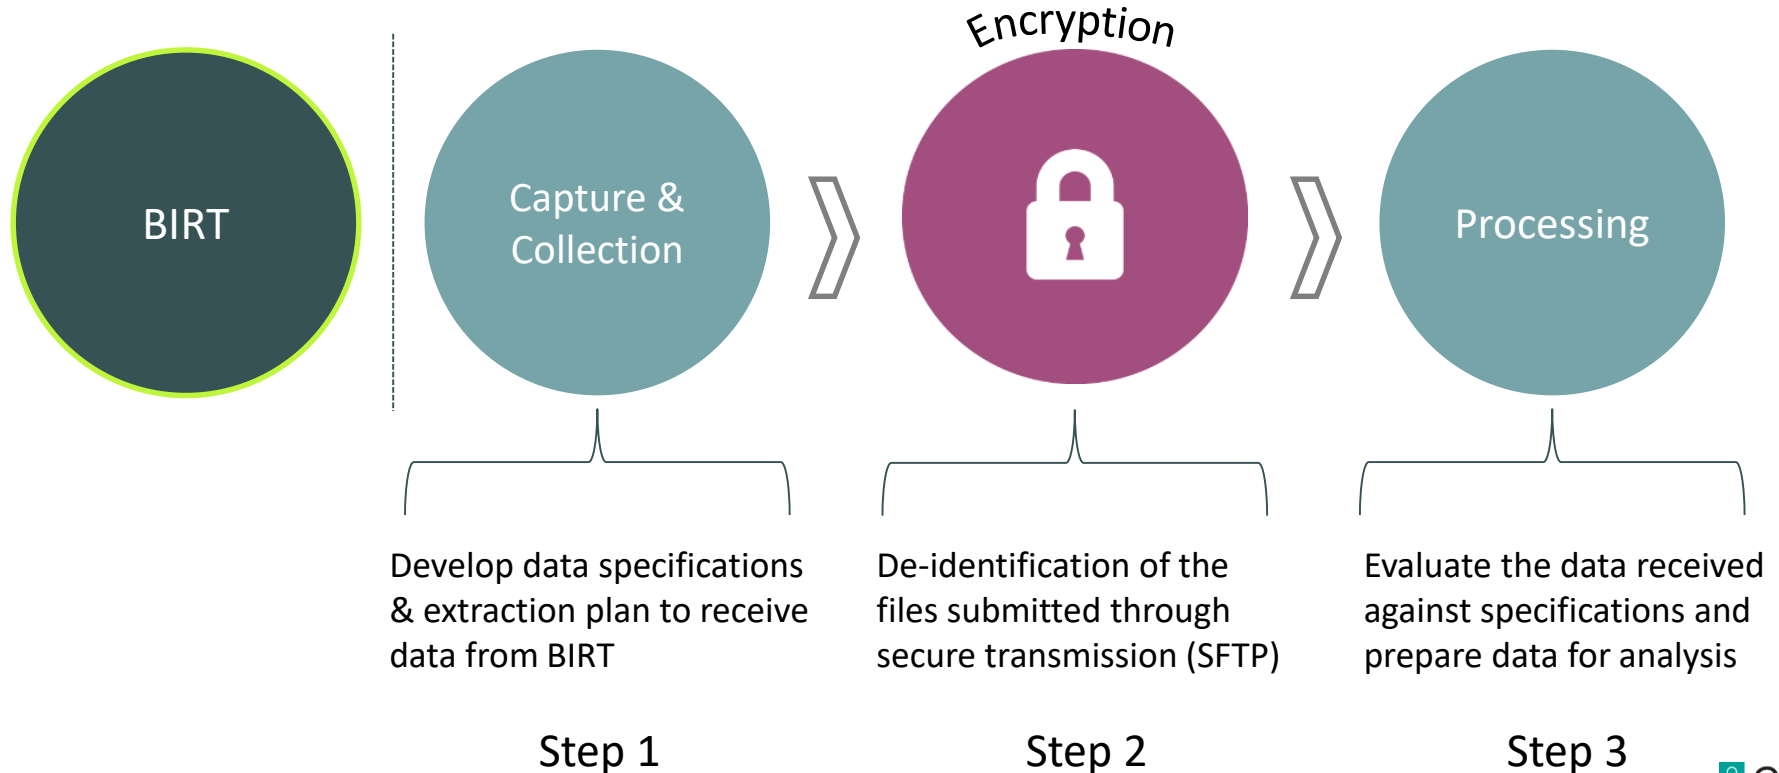 Encryption
BIRT
Capture &
Collection
Processing
Develop data specifications
& extraction plan to receive
data from BIRT
De-identification of the
files submitted through
secure transmission (SFTP)
Evaluate the data received
against specifications and
prepare data for analysis
Step 1
Step 2
Step 3